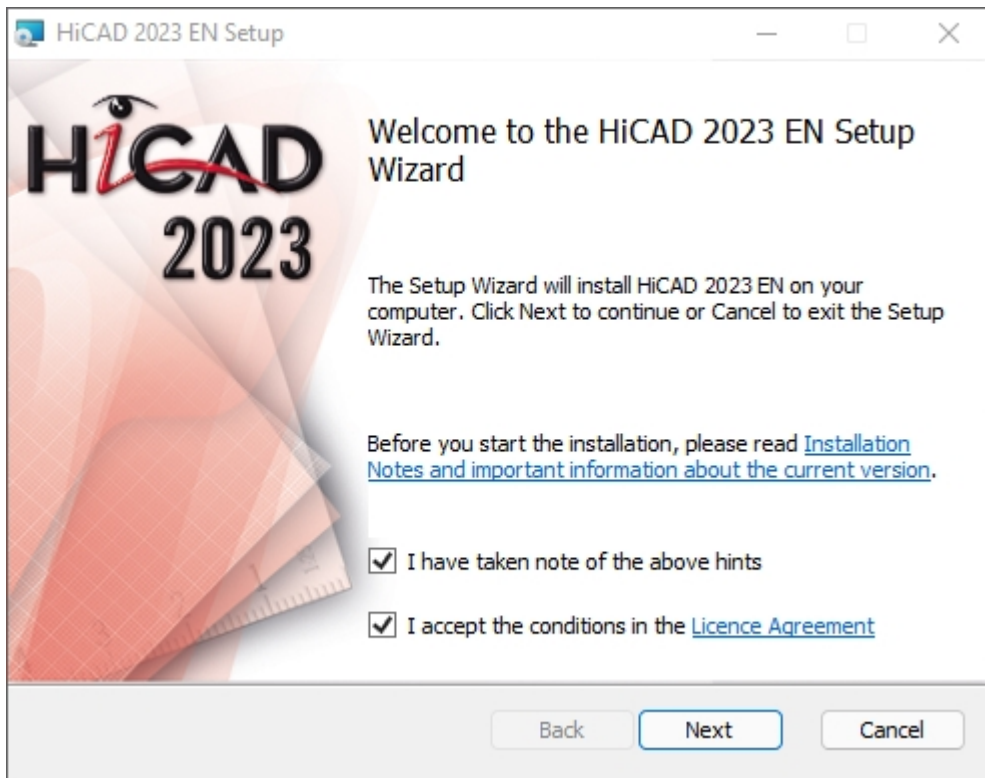 HiCAD 2023 EN Setup
HiCAD
2023
Welcome to the HiCAD 2023 EN Setup
Wizard
The Setup Wizard will install HiCAD 2023 EN on your
computer. Click Next to continue or Cancel to exit the Setup
Wizard.
Before you start the installation, please read Installation
Notes and important information about the current version.
I have taken note of the above hints
I accept the conditions in the Licence Agreement
Back
Next
Cancel